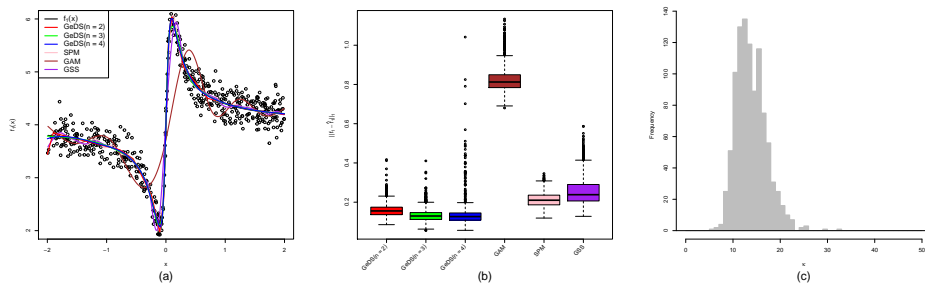 f₁(x)
GeDS(n = 2)
GeDS(n = 3)
GeDS(n = 4)
SPM
GAM
GSS
f₁(x)
6
5
4
3
2
−2
−1
0
1
2
x
(a)
1.0
0.8
0.6
0.4
0.2
GeDS(n = 2)
GeDS(n = 3)
GeDS(n = 4)
GAM
SPM
GSS
(b)
Frequency
140
120
100
80
60
40
20
0
0
10
20
30
40
50
κ
(c)